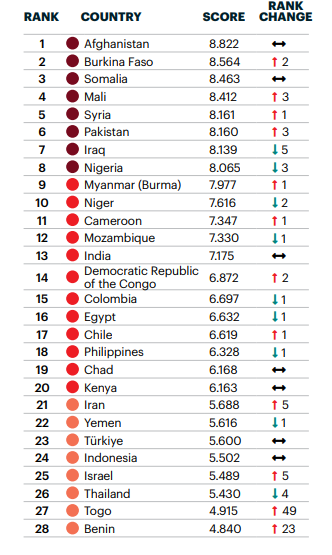 RANK COUNTRY SCORE RANK CHANGE
1 Afghanistan 8.822 ↔
2 Burkina Faso 8.564 ↑ 2
3 Somalia 8.463 ↔
4 Mali 8.412 ↑ 3
5 Syria 8.161 ↑ 1
6 Pakistan 8.160 ↑ 3
7 Iraq 8.139 ↓ 5
8 Nigeria 8.065 ↓ 3
9 Myanmar (Burma) 7.977 ↑ 1
10 Niger 7.616 ↓ 2
11 Cameroon 7.347 ↑ 1
12 Mozambique 7.330 ↓ 1
13 India 7.175 ↔
14 Democratic Republic of the Congo 6.872 ↑ 2
15 Colombia 6.697 ↓ 1
16 Egypt 6.632 ↓ 1
17 Chile 6.619 ↑ 1
18 Philippines 6.328 ↓ 1
19 Chad 6.168 ↔
20 Kenya 6.163 ↔
21 Iran 5.688 ↑ 5
22 Yemen 5.616 ↓ 1
23 Türkiye 5.600 ↔
24 Indonesia 5.502 ↔
25 Israel 5.489 ↑ 5
26 Thailand 5.430 ↓ 4
27 Togo 4.915 ↑ 49
28 Benin 4.840 ↑ 23